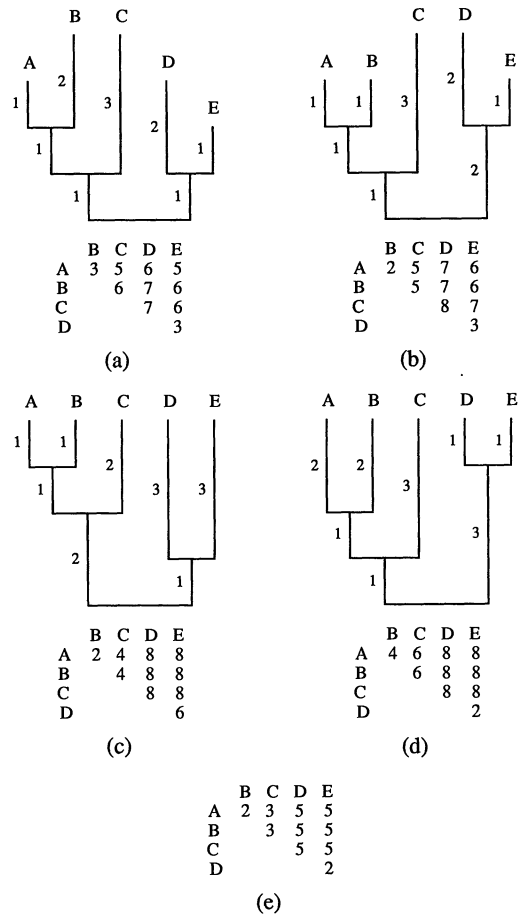 B C
A D
2
1 3 E
2 1
1
1 1
B C D E
A 3 5 6 5
B 6 7 6
C 7 6
D 3
(a)
C D
A B E
2
1 1 3 1
1 2
1
B C D E
A 2 5 7 6
B 5 7 6
C 8 7
D 3
(b)
A B C D E
1 1
2
1 3 3
2
1
B C D E
A 2 4 8 8
B 4 8 8
C 8 8
D 6
(c)
A B C D E
1 1
2 2
3
1 3
1
B C D E
A 4 6 8 8
B 6 8 8
C 8 8
D 2
(d)
B C D E
A 2 3 5 5
B 3 5 5
C 5 5
D 2
(e)